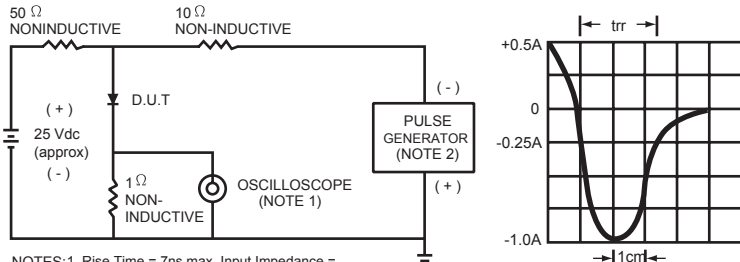 50 Ω
NONINDUCTIVE
10 Ω
NON-INDUCTIVE
trr
+0.5A
0
-0.25A
-1.0A
1cm
D.U.T
( + )
25 Vdc
(approx)
( - )
( - )
PULSE
GENERATOR
(NOTE 2)
( + )
1 Ω
NON-
INDUCTIVE
OSCILLOSCOPE
(NOTE 1)
NOTES:1. Rise Time = 7ns max. Input Impedance =